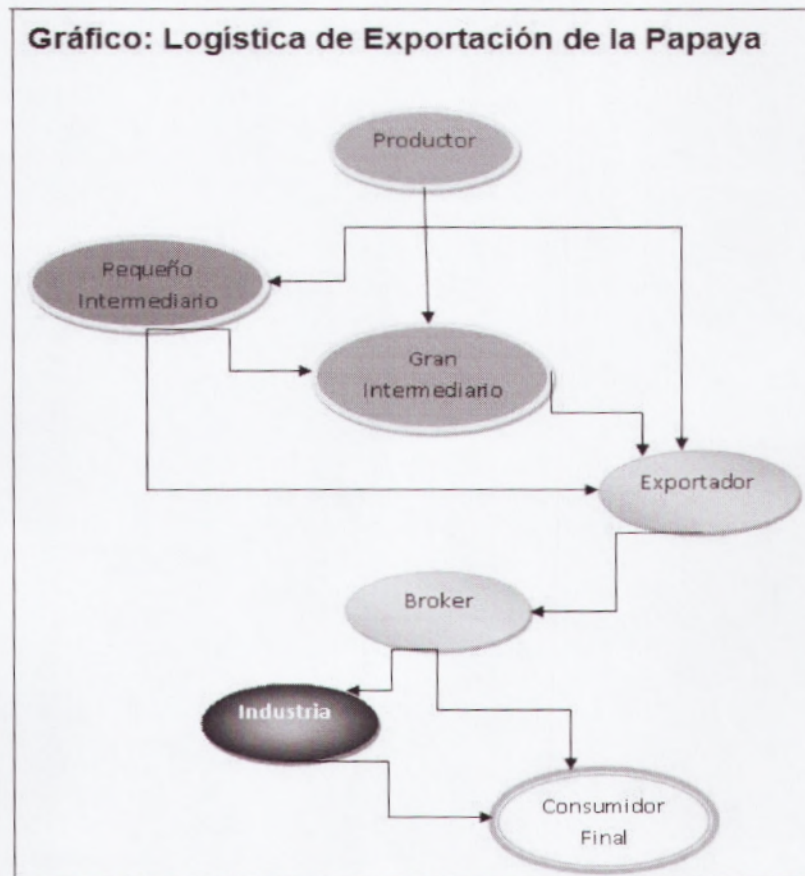 Gráfico: Logística de Exportación de la Papaya
Productor
Pequeño
Intermediario
Gran
Intermediario
Exportador
Broker
Industria
Consumidor
Final